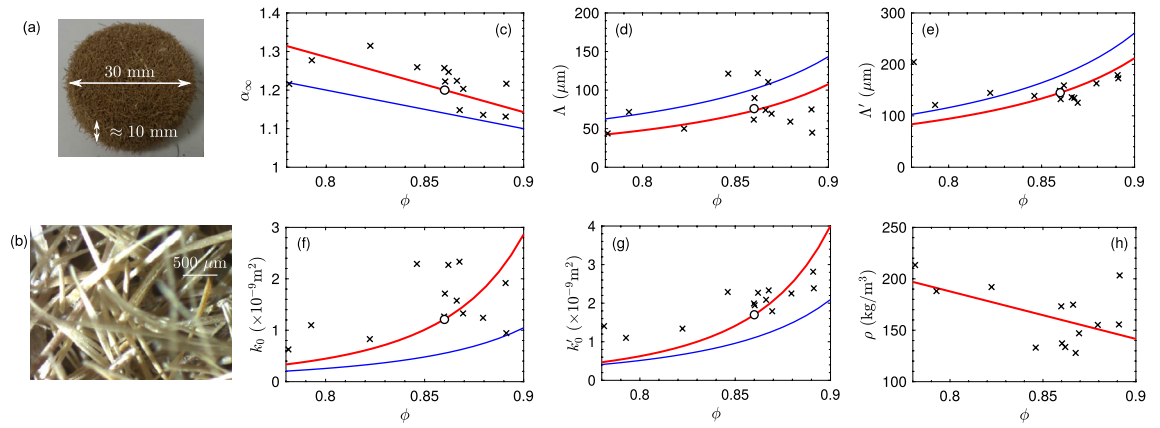 (a)
30 mm
≈ 10 mm
(b)
500 μm
(c)
α∞
1.4
1.3
1.2
1.1
1
0.8 0.85 0.9
ϕ
(d)
Λ (μm)
200
150
100
50
0
0.8 0.85 0.9
ϕ
(e)
Λ′ (μm)
300
200
100
0
0.8 0.85 0.9
ϕ
(f)
k₀ (×10⁻⁹m²)
3
2
1
0
0.8 0.85 0.9
ϕ
(g)
k₀′ (×10⁻⁹m²)
4
3
2
1
0
0.8 0.85 0.9
ϕ
(h)
ρ (kg/m³)
250
200
150
100
0.8 0.85 0.9
ϕ